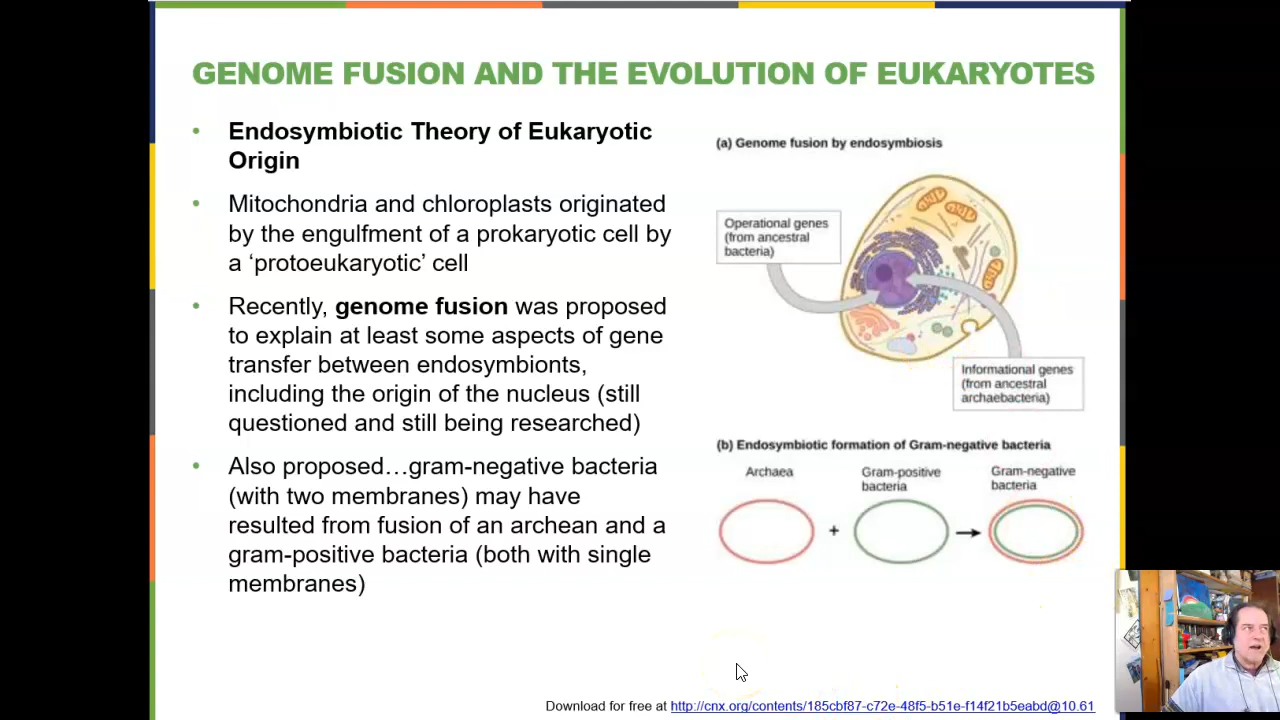 GENOME FUSION AND THE EVOLUTION OF EUKARYOTES
• Endosymbiotic Theory of Eukaryotic
Origin
• Mitochondria and chloroplasts originated
by the engulfment of a prokaryotic cell by
a ‘protoeukaryotic’ cell
• Recently, genome fusion was proposed
to explain at least some aspects of gene
transfer between endosymbionts,
including the origin of the nucleus (still
questioned and still being researched)
• Also proposed…gram-negative bacteria
(with two membranes) may have
resulted from fusion of an archean and a
gram-positive bacteria (both with single
membranes)
(a) Genome fusion by endosymbiosis
Operational genes
(from ancestral
bacteria)
Informational genes
(from ancestral
archaebacteria)
(b) Endosymbiotic formation of Gram-negative bacteria
Archaea
Gram-positive
bacteria
Gram-negative
bacteria
+
Download for free at http://cnx.org/contents/185cbf87-c72e-48f5-b51e-f14f21b5eabd@10.61